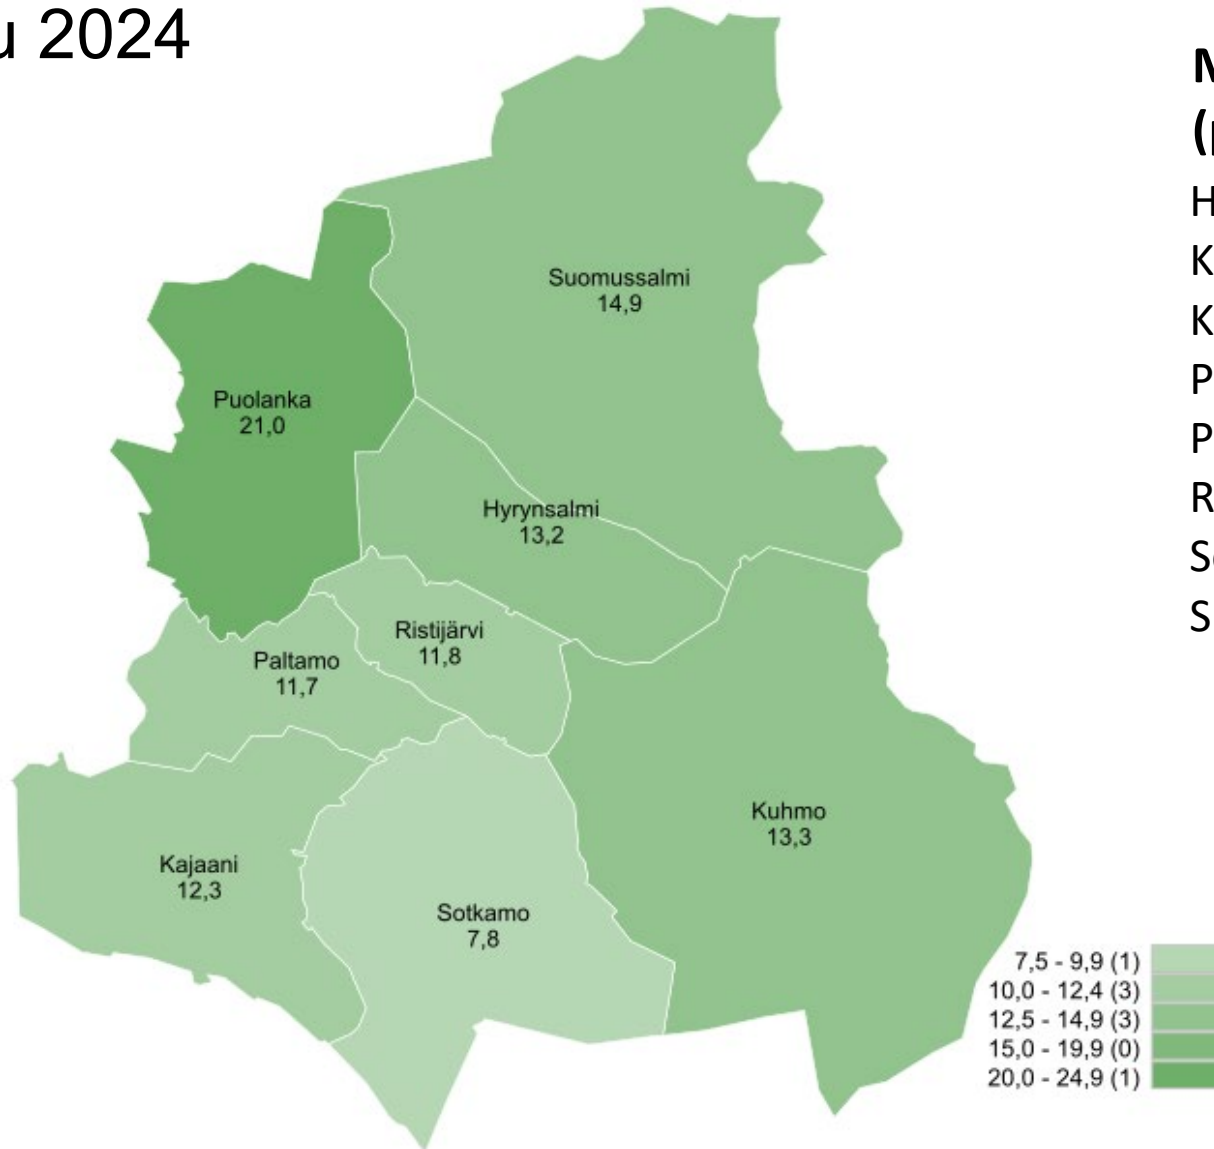 u 2024
M
(p
H
K
K
P
P
R
So
S
Suomussalmi
14,9
Puolanka
21,0
Hyrynsalmi
13,2
Ristijärvi
11,8
Paltamo
11,7
Kuhmo
13,3
Kajaani
12,3
Sotkamo
7,8
7,5 - 9,9 (1)
10,0 - 12,4 (3)
12,5 - 14,9 (3)
15,0 - 19,9 (0)
20,0 - 24,9 (1)